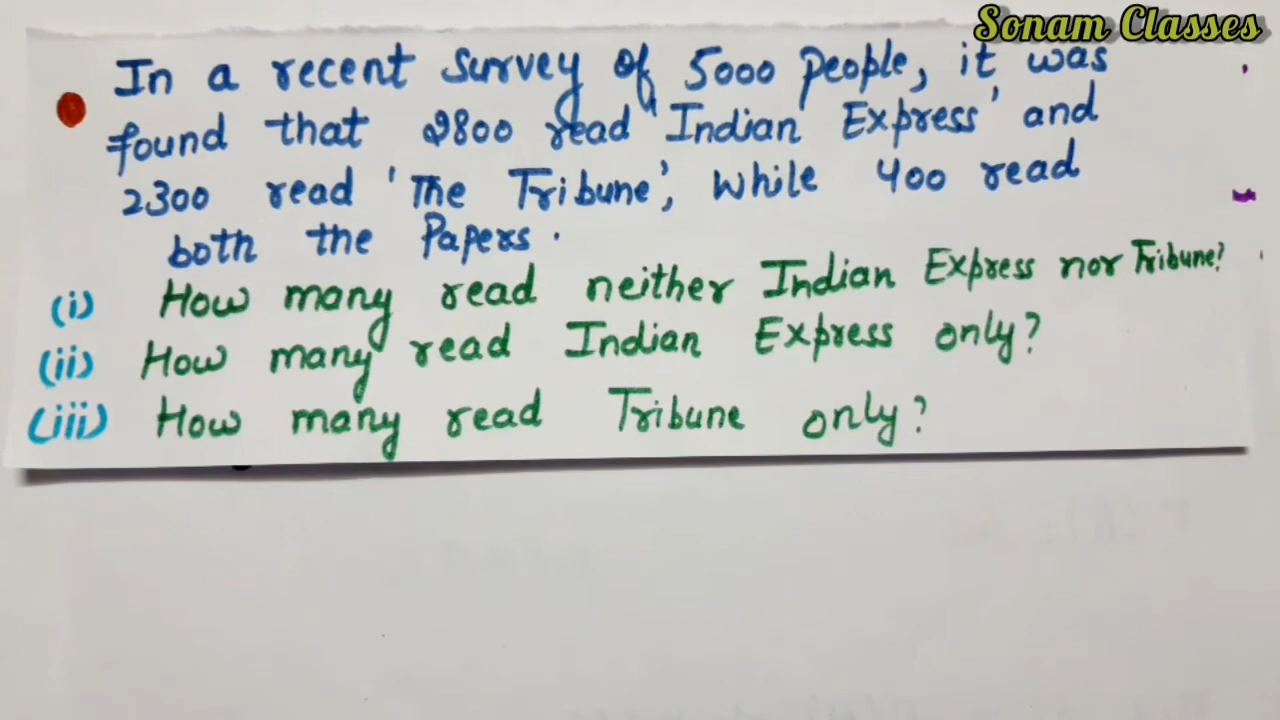 Sonam Classes
In a recent survey of 5000 people, it was
found that 2800 read 'Indian Express' and
2300 read 'The Tribune', while 400 read
both the Papers.
(i) How many read neither Indian Express nor Tribune?
(ii) How many read Indian Express only?
(iii) How many read Tribune only?